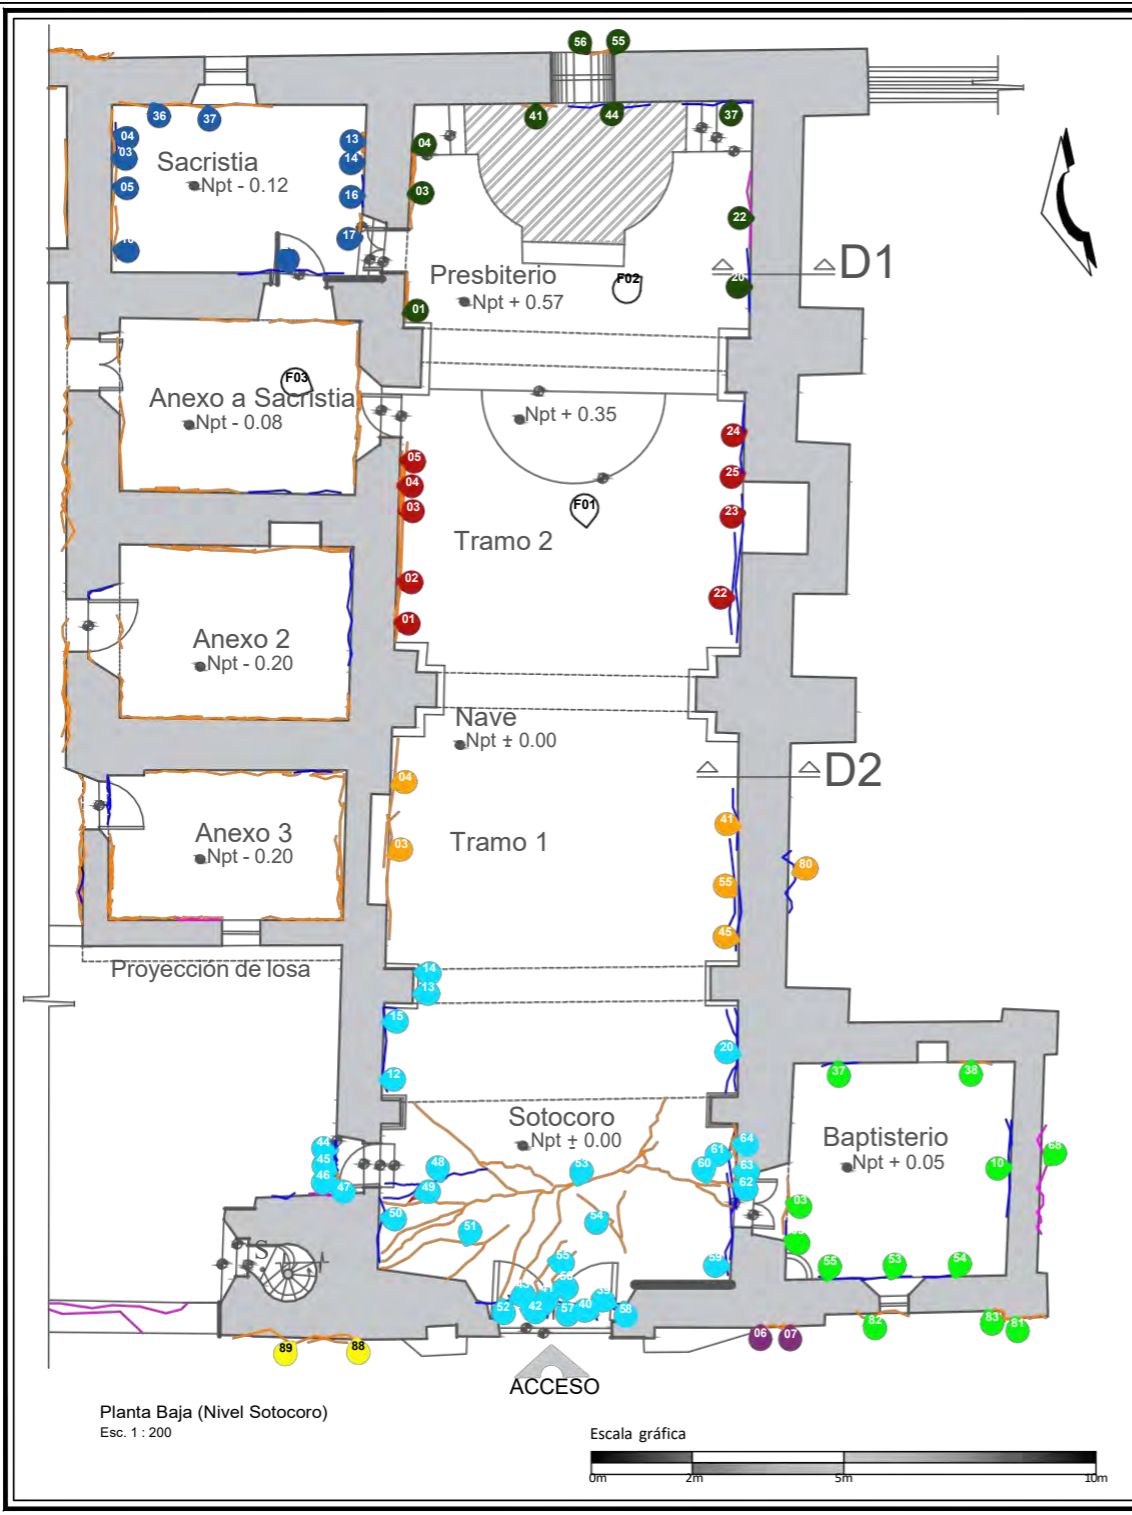 56 55
36 37 41 44 37
04 13 04
03 Sacristia 14
05 Npt - 0.12 16 03
22
17
D1
Presbiterio F02
Npt + 0.57
01
F03
Anexo a Sacristia
Npt - 0.08
Npt + 0.35
24
05 25
04
03 F01 23
Tramo 2
02 22
01
Anexo 2
Npt - 0.20
Nave
Npt ± 0.00
D2
04
Anexo 3 Tramo 1 41
Npt - 0.20 03
80
55
45
Proyección de losa 14
13
15
20
12
37 38
Sotocoro
Npt ± 0.00
Baptisterio
Npt + 0.05
44 64
45 48 53 61
46 49 60 63
47 62
10
68
50 54 03
51
S
55 59
55 53 54
52 42 57 40 39 58
06 07 82 83 81
89 88
ACCESO
Planta Baja (Nivel Sotocoro)
Esc. 1 : 200
Escala gráfica
0m 2m 5m 10m